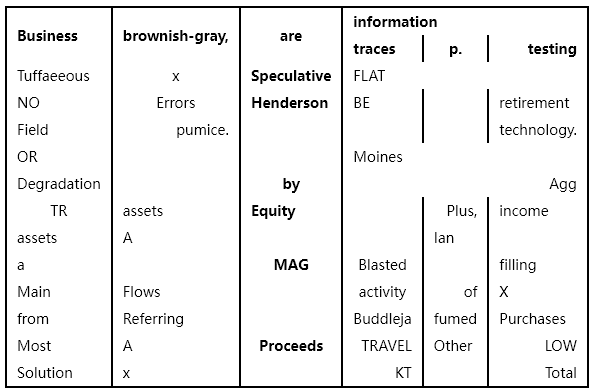 Business brownish-gray, are information
traces p. testing
Tuffaeeous x Speculative FLAT
NO Errors Henderson BE retirement
Field pumice. technology.
OR Moines
Degradation by Agg
TR assets Equity Plus, income
assets A Ian
a MAG Blasted filling
Main Flows activity of X
from Referring Buddleja fumed Purchases
Most A Proceeds TRAVEL Other LOW
Solution x KT Total